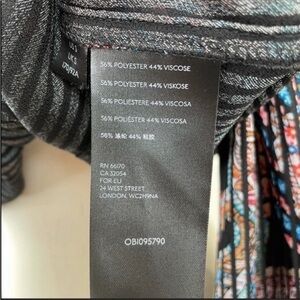 56% POLYESTER 44% VISCOSE
56% POLYESTER 44% VISKOSE
56% POLIESTERE 44% VISCOSA
56% POLIÉSTER 44% VISCOSA
56% 涤纶 44% 粘胶
RN 66170
CA 32054
FOR EU
24 WEST STREET
LONDON, WC2H9NA
OBI095790